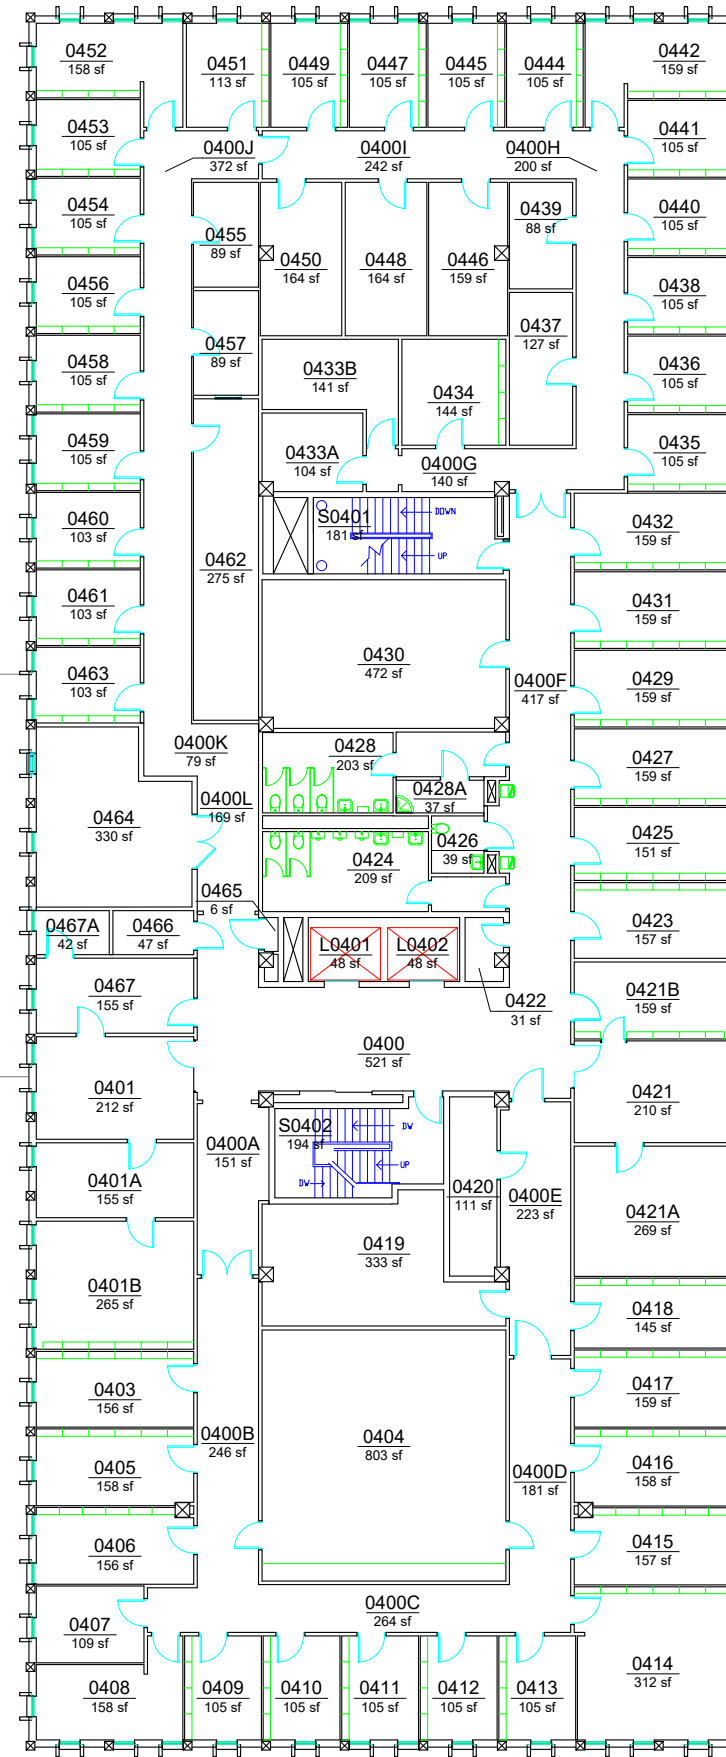 0452
158 sf
0451
113 sf
0449
105 sf
0447
105 sf
0445
105 sf
0444
105 sf
0442
159 sf
0453
105 sf
0441
105 sf
0400J
372 sf
0400I
242 sf
0400H
200 sf
0454
105 sf
0455
89 sf
0450
164 sf
0448
164 sf
0446
159 sf
0439
88 sf
0440
105 sf
0456
105 sf
0438
105 sf
0457
89 sf
0437
127 sf
0458
105 sf
0433B
141 sf
0434
144 sf
0436
105 sf
0459
105 sf
0433A
104 sf
0400G
140 sf
0435
105 sf
0460
103 sf
S0401
181 sf
DOWN
UP
0432
159 sf
0462
275 sf
0461
103 sf
0431
159 sf
0430
472 sf
0463
103 sf
0400F
417 sf
0429
159 sf
0400K
79 sf
0428
203 sf
0427
159 sf
0400L
169 sf
0428A
37 sf
0464
330 sf
0426
39 sf
0425
151 sf
0424
209 sf
0465
6 sf
0423
157 sf
0467A
42 sf
0466
47 sf
L0401
48 sf
L0402
48 sf
0467
155 sf
0422
31 sf
0421B
159 sf
0400
521 sf
0401
212 sf
0421
210 sf
0400A
151 sf
S0402
194 sf
DW
UP
DW
0401A
155 sf
0420
111 sf
0400E
223 sf
0421A
269 sf
0419
333 sf
0401B
265 sf
0418
145 sf
0403
156 sf
0417
159 sf
0400B
246 sf
0404
803 sf
0405
158 sf
0400D
181 sf
0416
158 sf
0406
156 sf
0415
157 sf
0407
109 sf
0400C
264 sf
0408
158 sf
0409
105 sf
0410
105 sf
0411
105 sf
0412
105 sf
0413
105 sf
0414
312 sf